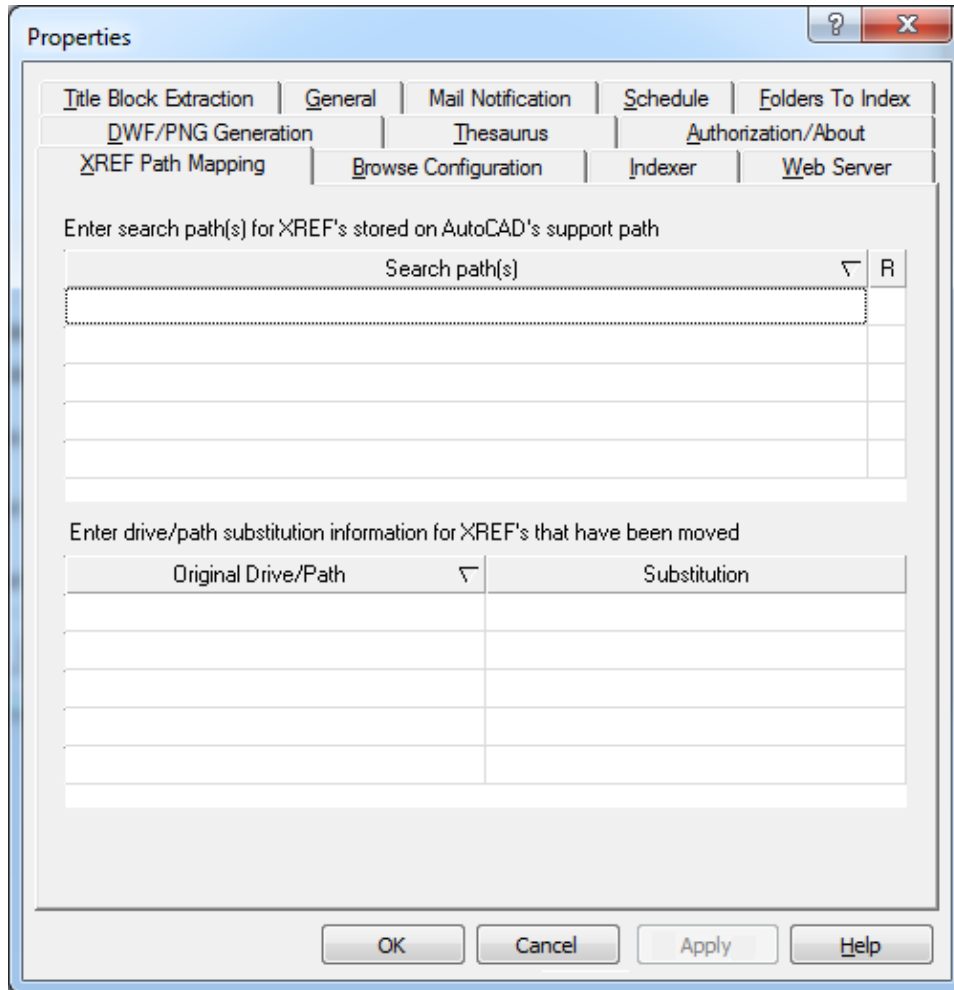 Properties
Title Block Extraction General Mail Notification Schedule Folders To Index
DWF/PNG Generation Thesaurus Authorization/About
XREF Path Mapping Browse Configuration Indexer Web Server
Enter search path(s) for XREF's stored on AutoCAD's support path
Search path(s) R
Enter drive/path substitution information for XREF's that have been moved
Original Drive/Path Substitution
OK Cancel Apply Help